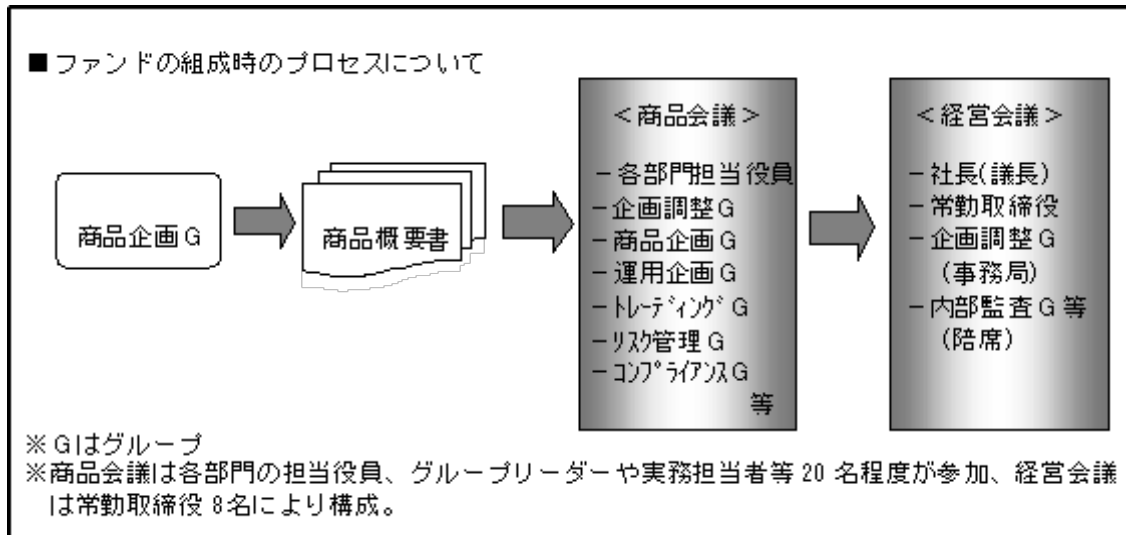 ■ファンドの組成時のプロセスについて
商品企画G
商品概要書
<商品会議>
-各部門担当役員
-企画調整G
-商品企画G
-運用企画G
-ﾄﾚｰﾃﾞｨﾝｸﾞG
-ﾘｽｸ管理G
-ｺﾝﾌﾟﾗｲｱﾝｽG
等
<経営会議>
-社長(議長)
-常勤取締役
-企画調整G
(事務局)
-内部監査G等
(陪席)
※Gはグループ
※商品会議は各部門の担当役員、グループリーダーや実務担当者等20名程度が参加、経営会議
は常勤取締役8名により構成。